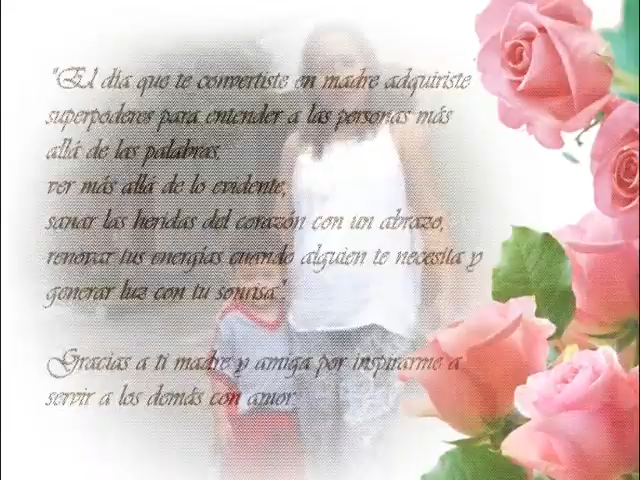 "El día que te convertiste en madre adquiriste
superpoderes para entender a las personas más
allá de las palabras,
ver más allá de lo evidente,
sanar las heridas del corazón con un abrazo,
renovar tus energías cuando alguien te necesita y
generar luz con tu sonrisa."
Gracias a ti madre y amiga por inspirarme a
servir a los demás con amor.